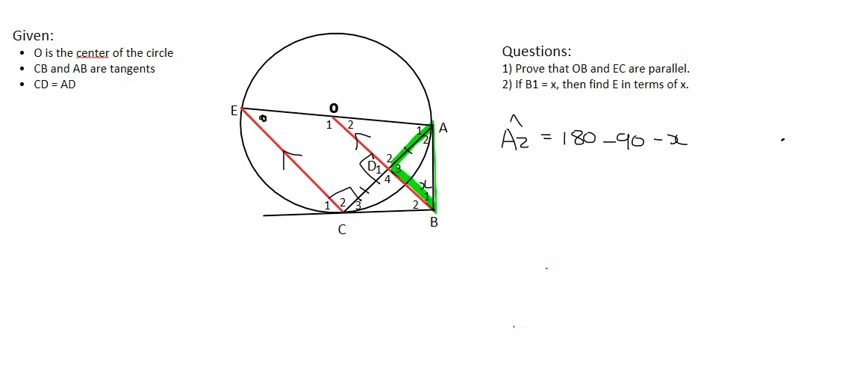 Given:
• O is the center of the circle
• CB and AB are tangents
• CD = AD
Questions:
1) Prove that OB and EC are parallel.
2) If B1 = x, then find E in terms of x.
Â2 = 180 - 90 - x
E
O
1 2
1 A
2
2
D1 3
4
x
1
1 2 3
2
C
B